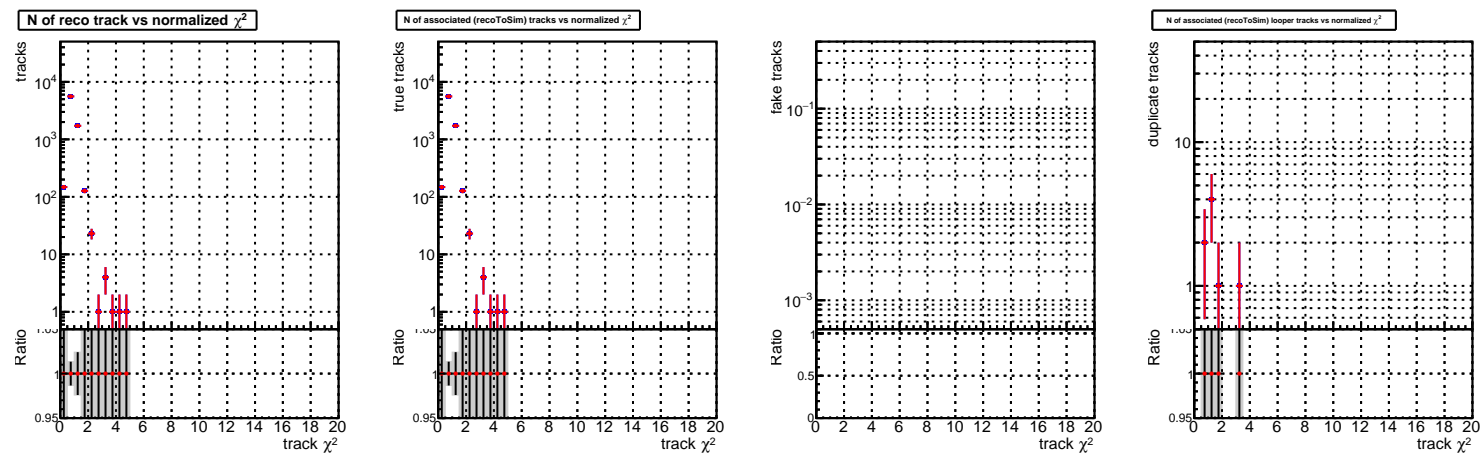 N of reco track vs normalized χ²
tracks
10⁴
10³
10²
10
1
Ratio
1.05
1
0.95
0 2 4 6 8 10 12 14 16 18 20
track χ²
N of associated (recoToSim) tracks vs normalized χ²
true tracks
10⁴
10³
10²
10
1
Ratio
1.05
1
0.95
0 2 4 6 8 10 12 14 16 18 20
track χ²
fake tracks
10⁻¹
10⁻²
10⁻³
Ratio
1
0.5
0
0 2 4 6 8 10 12 14 16 18 20
track χ²
N of associated (recoToSim) looper tracks vs normalized χ²
duplicate tracks
10
1
Ratio
1.05
1
0.95
0 2 4 6 8 10 12 14 16 18 20
track χ²